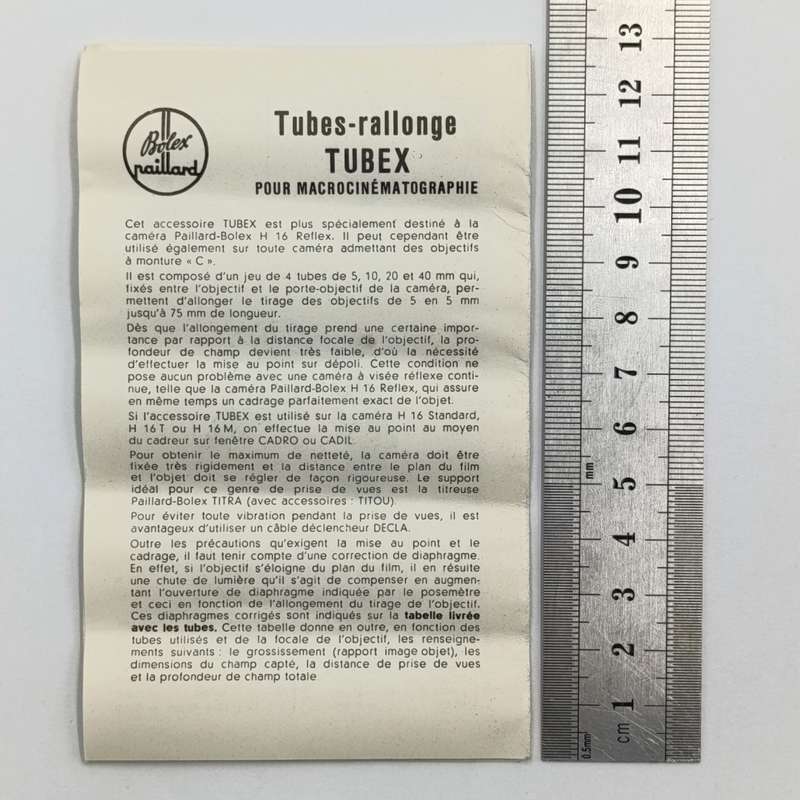 Bolex
paillard
Tubes-rallonge
TUBEX
POUR MACROCINÉMATOGRAPHIE
Cet accessoire TUBEX est plus spécialement destiné à la
caméra Paillard-Bolex H 16 Reflex. Il peut cependant être
utilisé également sur toute caméra admettant des objectifs
à monture « C ».
Il est composé d'un jeu de 4 tubes de 5, 10, 20 et 40 mm qui,
fixés entre l'objectif et le porte-objectif de la caméra, per-
mettent d'allonger le tirage des objectifs de 5 en 5 mm
jusqu'à 75 mm de longueur.
Dès que l'allongement du tirage prend une certaine impor-
tance par rapport à la distance focale de l'objectif, la pro-
fondeur de champ devient très faible, d'où la nécessité
d'effectuer la mise au point sur dépoli. Cette condition ne
pose aucun problème avec une caméra à visée réflexe conti-
nue, telle que la caméra Paillard-Bolex H 16 Reflex, qui assure
en même temps un cadrage parfaitement exact de l'objet.
Si l'accessoire TUBEX est utilisé sur la caméra H 16 Standard,
H 16 T ou H 16 M, on effectue la mise au point au moyen
du cadreur sur fenêtre CADRO ou CADIL.
Pour obtenir le maximum de netteté, la caméra doit être
fixée très rigidement et la distance entre le plan du film
et l'objet doit se régler de façon rigoureuse. Le support
idéal pour ce genre de prise de vues est la titreuse
Paillard-Bolex TITRA (avec accessoires : TITOU)
Pour éviter toute vibration pendant la prise de vues, il est
avantageux d'utiliser un câble déclencheur DECLA.
Outre les précautions qu'exigent la mise au point et le
cadrage, il faut tenir compte d'une correction de diaphragme.
En effet, si l'objectif s'éloigne du plan du film, il en résulte
une chute de lumière qu'il s'agit de compenser en augmen-
tant l'ouverture de diaphragme indiquée par le posemètre
et ceci en fonction de l'allongement du tirage de l'objectif.
Ces diaphragmes corrigés sont indiqués sur la tabelle livrée
avec les tubes. Cette tabelle donne en outre, en fonction des
tubes utilisés et de la focale de l'objectif, les renseigne-
ments suivants : le grossissement (rapport image objet), les
dimensions du champ capté, la distance de prise de vues
et la profondeur de champ totale
13
12
11
10
9
8
7
6
mm
5
4
3
2
1
cm
0.5mm